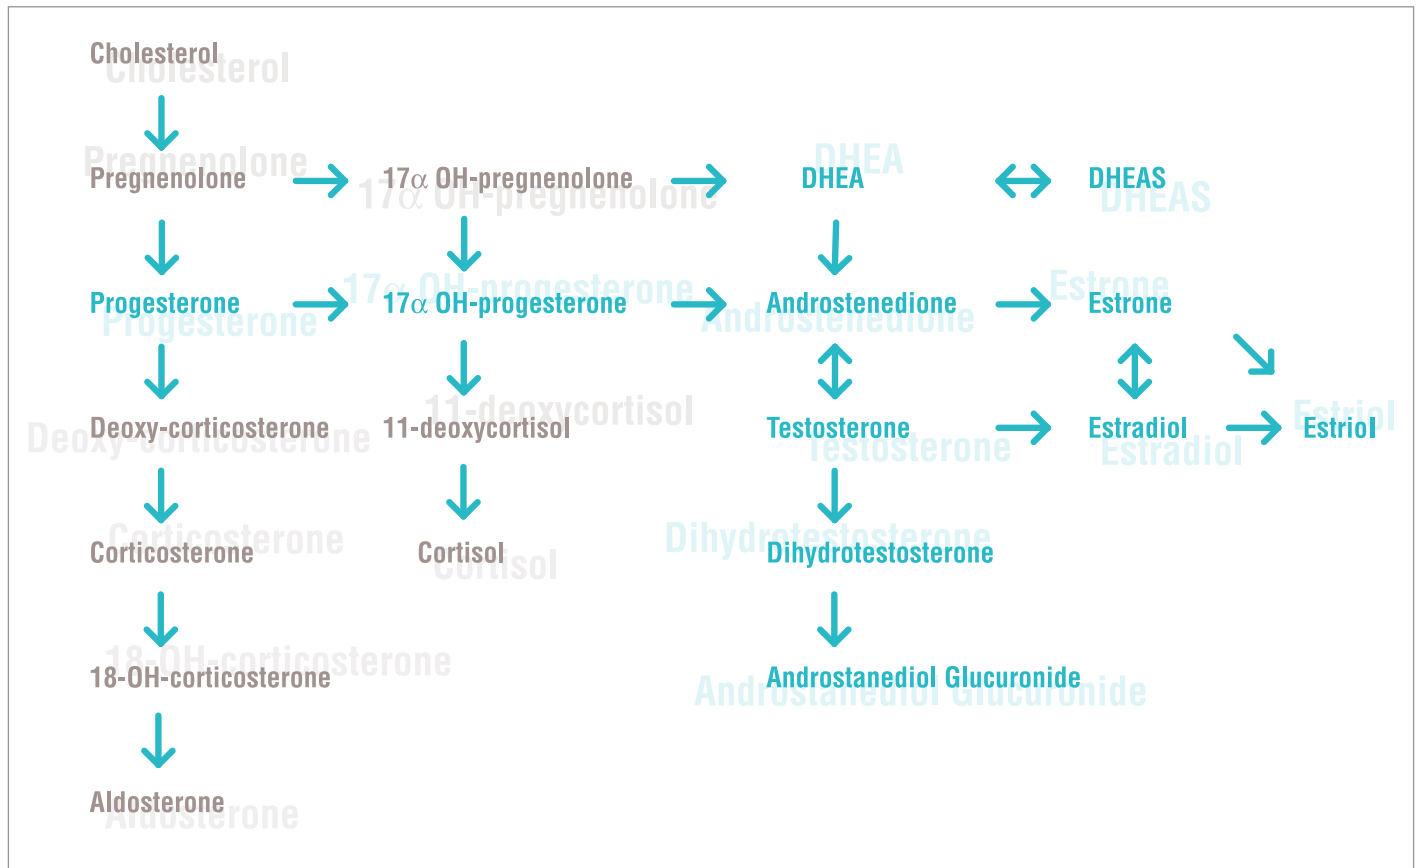 Cholesterol
Pregnenolone 17α OH-pregnenolone DHEA DHEAS
Progesterone 17α OH-progesterone Androstenedione Estrone
Deoxy-corticosterone 11-deoxycortisol Testosterone Estradiol Estriol
Corticosterone Cortisol Dihydrotestosterone
18-OH-corticosterone Androstanediol Glucuronide
Aldosterone